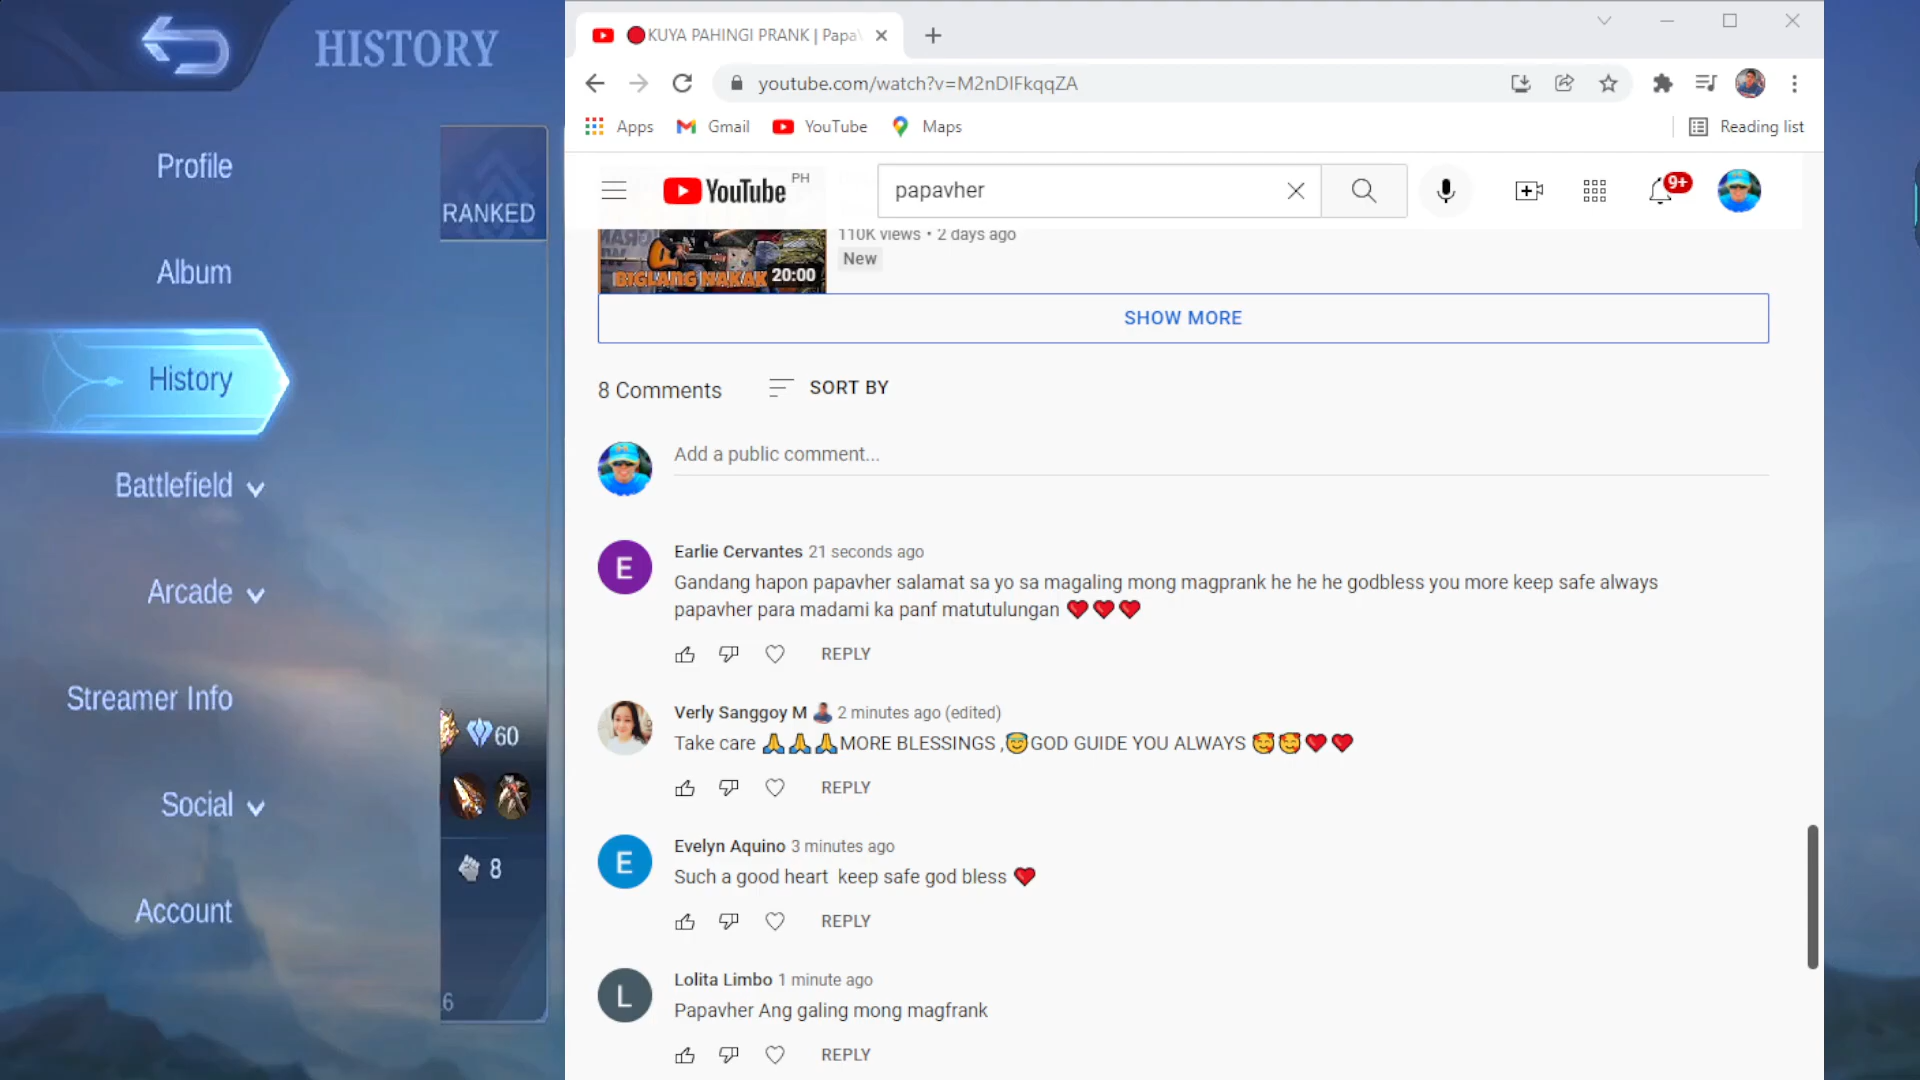 HISTORY
Profile
Album
History
Battlefield
Arcade
Streamer Info
Social
Account
RANKED
60
8
6
KUYA PAHINGI PRANK | Papa
youtube.com/watch?v=M2nDIFkqqZA
Apps
Gmail
YouTube
Maps
Reading list
YouTube PH
papavher
9+
110K views • 2 days ago
New
BIGLANG NAKAK
20:00
SHOW MORE
8 Comments
SORT BY
Add a public comment...
E
Earlie Cervantes 21 seconds ago
Gandang hapon papavher salamat sa yo sa magaling mong magprank he he he godbless you more keep safe always
papavher para madami ka panf matutulungan ❤️❤️❤️
REPLY
Verly Sanggoy M 2 minutes ago (edited)
Take care 🙏🙏🙏MORE BLESSINGS ,😇GOD GUIDE YOU ALWAYS 🥰🥰❤️❤️
REPLY
E
Evelyn Aquino 3 minutes ago
Such a good heart keep safe god bless ❤️
REPLY
L
Lolita Limbo 1 minute ago
Papavher Ang galing mong magfrank
REPLY